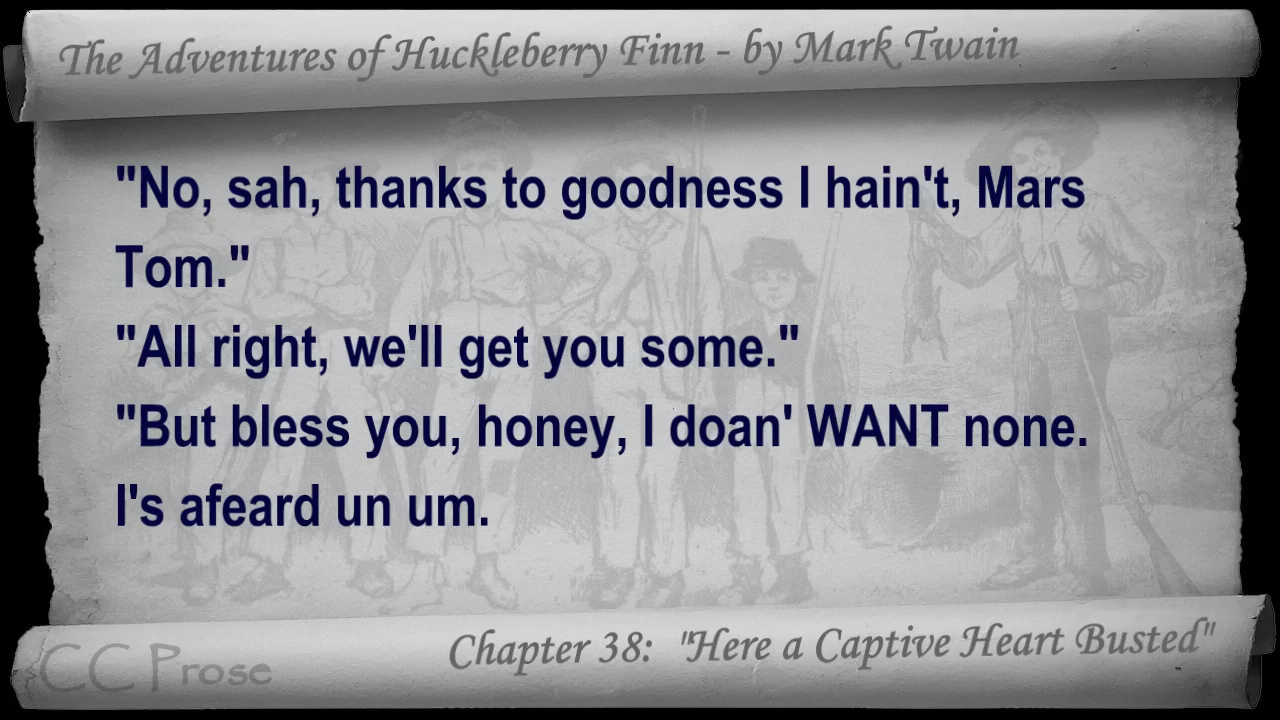 The Adventures of Huckleberry Finn - by Mark Twain
"No, sah, thanks to goodness I hain't, Mars
Tom."
"All right, we'll get you some."
"But bless you, honey, I doan' WANT none.
I's afeard un um.
Chapter 38: "Here a Captive Heart Busted"
CC Prose